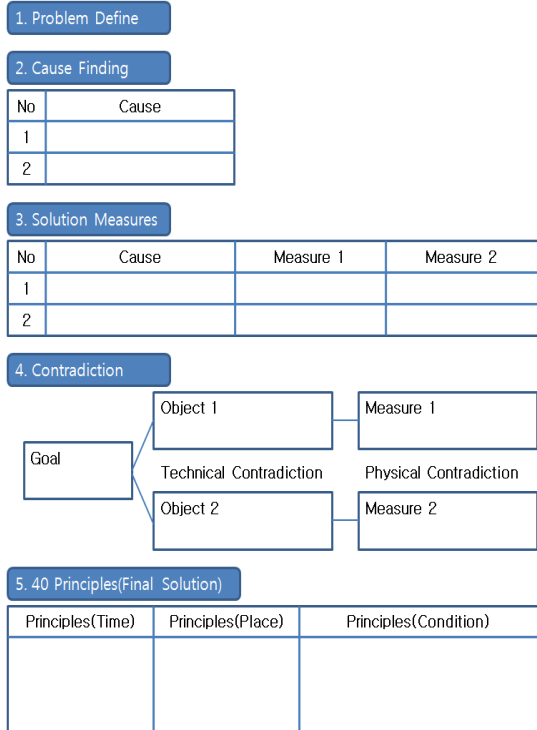 1. Problem Define
2. Cause Finding
No Cause
1
2
3. Solution Measures
No Cause Measure 1 Measure 2
1
2
4. Contradiction
Object 1 Measure 1
Goal
Technical Contradiction Physical Contradiction
Object 2 Measure 2
5. 40 Principles(Final Solution)
Principles(Time) Principles(Place) Principles(Condition)